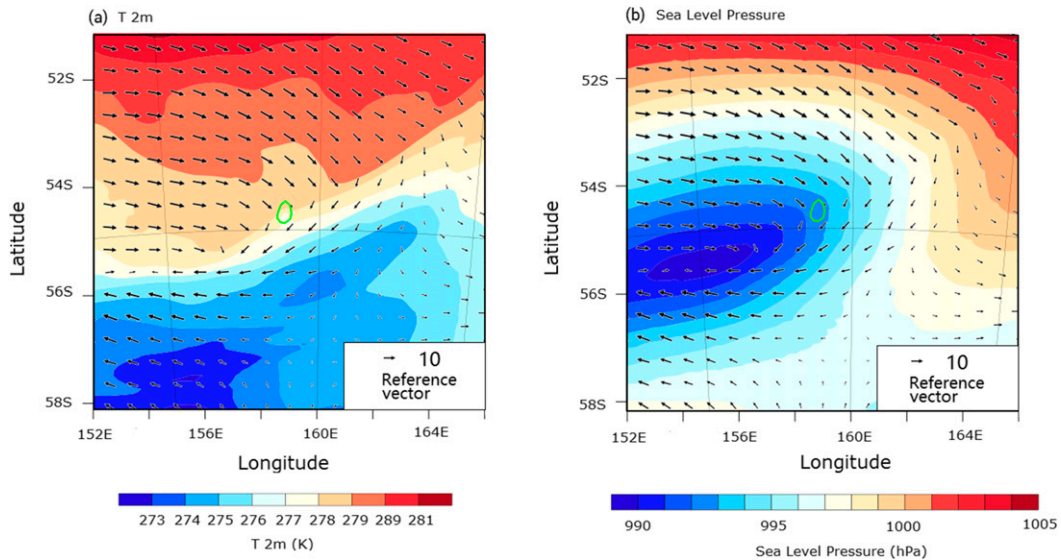 (a) T 2m
52S
54S
56S
58S
Latitude
10
Reference
vector
152E 156E 160E 164E
Longitude
273 274 275 276 277 278 279 289 281
T 2m (K)
(b) Sea Level Pressure
52S
54S
56S
58S
Latitude
10
Reference
vector
152E 156E 160E 164E
Longitude
990 995 1000 1005
Sea Level Pressure (hPa)